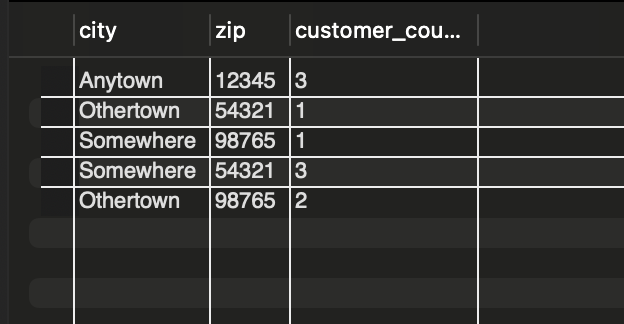 city zip customer_cou...
Anytown 12345 3
Othertown 54321 1
Somewhere 98765 1
Somewhere 54321 3
Othertown 98765 2